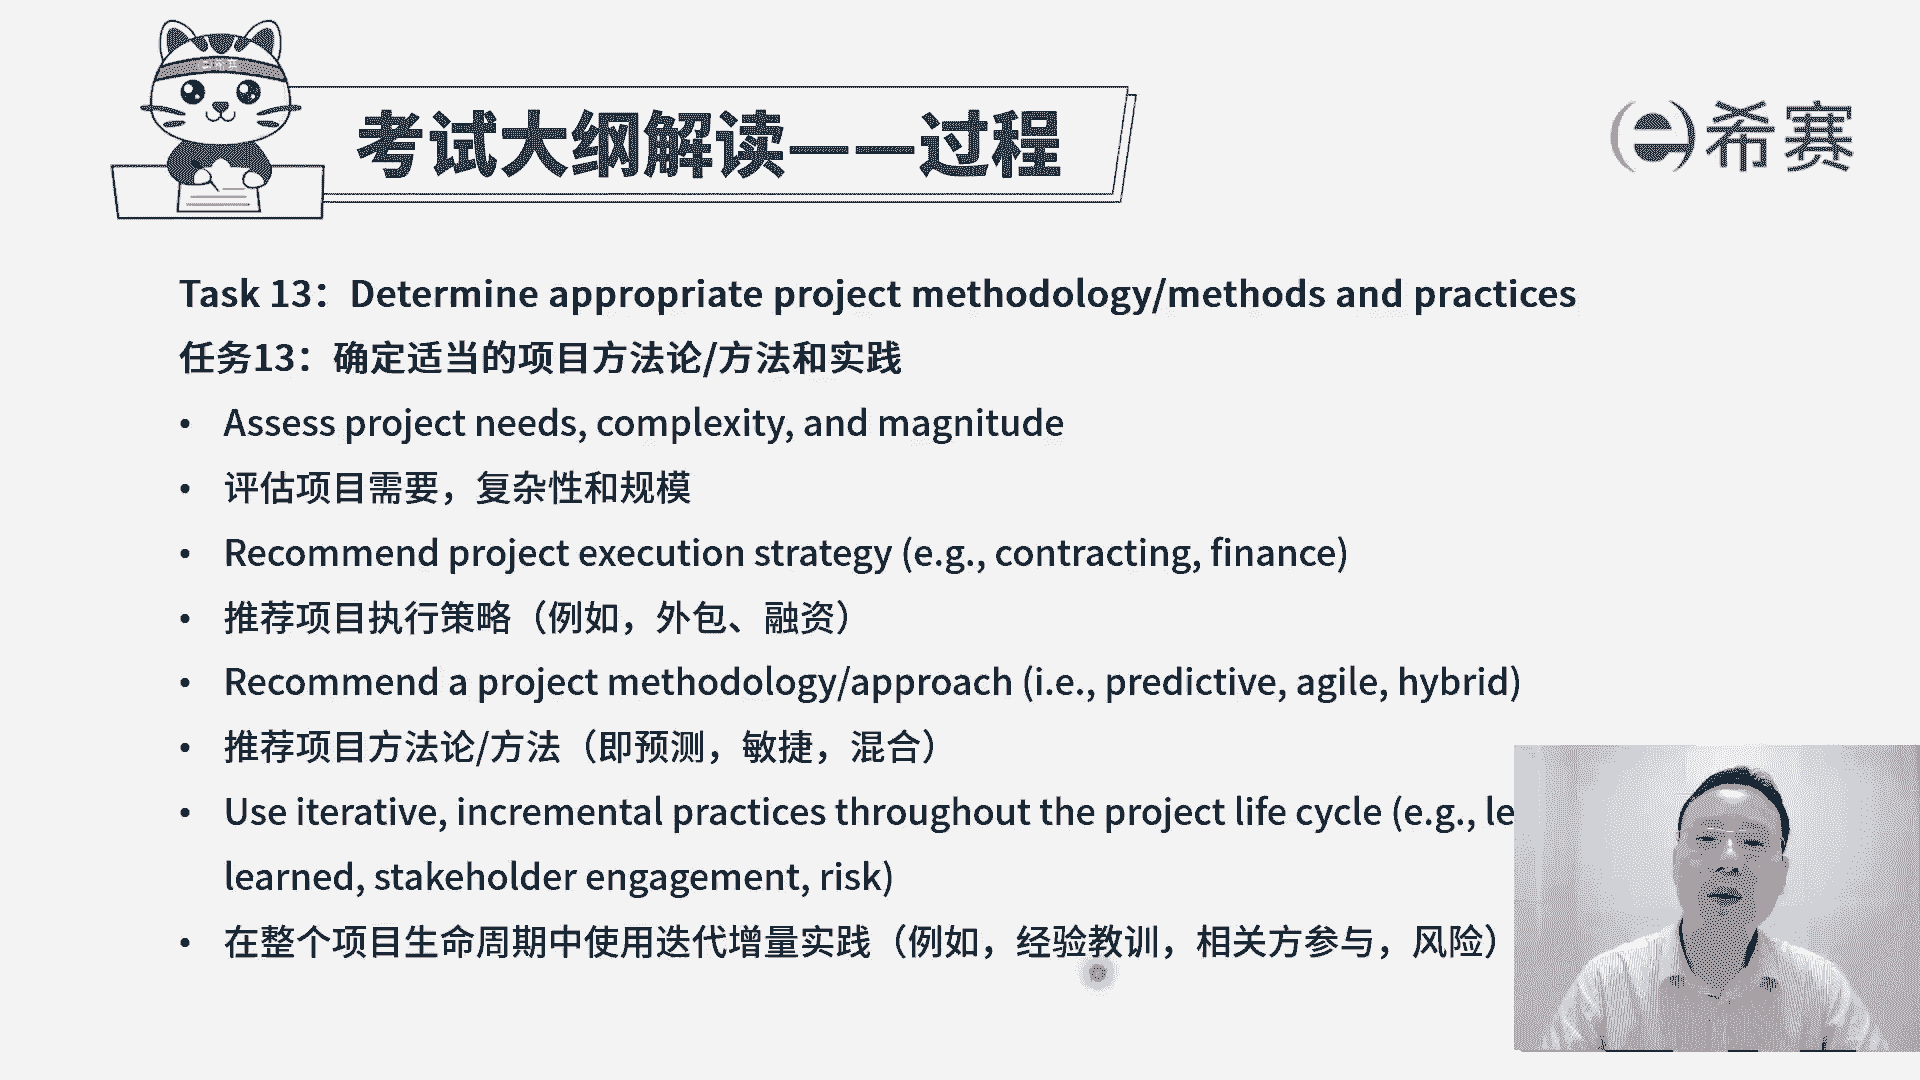 考试大纲解读——过程
希赛
Task 13：Determine appropriate project methodology/methods and practices
任务13：确定适当的项目方法论/方法和实践
• Assess project needs, complexity, and magnitude
• 评估项目需要，复杂性和规模
• Recommend project execution strategy (e.g., contracting, finance)
• 推荐项目执行策略（例如，外包、融资）
• Recommend a project methodology/approach (i.e., predictive, agile, hybrid)
• 推荐项目方法论/方法（即预测，敏捷，混合）
• Use iterative, incremental practices throughout the project life cycle (e.g., le
learned, stakeholder engagement, risk)
• 在整个项目生命周期中使用迭代增量实践（例如，经验教训，相关方参与，风险）